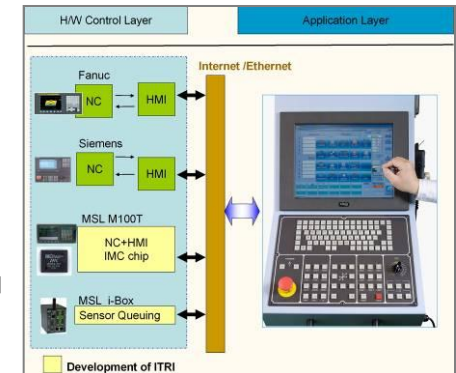 H/W Control Layer
Application Layer
Internet /Ethernet
Fanuc
NC
HMI
Siemens
NC
HMI
MSL M100T
NC+HMI
IMC chip
MSL i-Box
Sensor Queuing
Development of ITRI